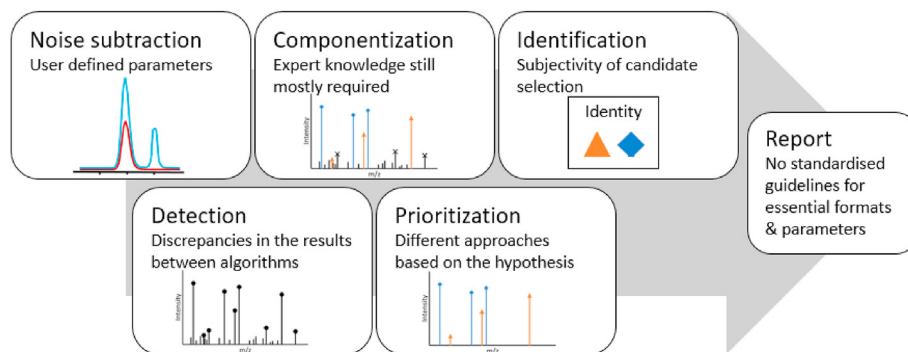 Noise subtraction
User defined parameters
Componentization
Expert knowledge still
mostly required
Intensity
m/z
Identification
Subjectivity of candidate
selection
Identity
Detection
Discrepancies in the results
between algorithms
Intensity
m/z
Prioritization
Different approaches
based on the hypothesis
Intensity
m/z
Report
No standardised
guidelines for
essential formats
& parameters